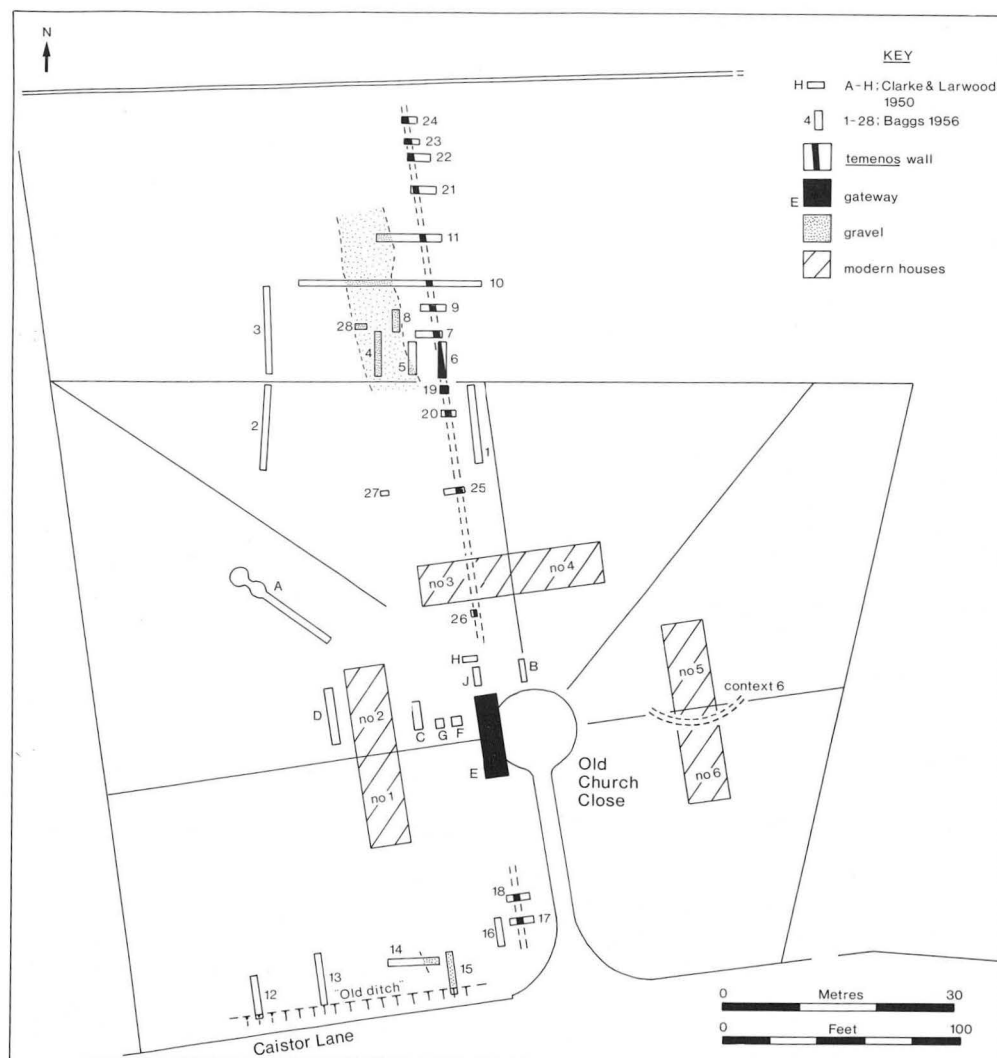 N
KEY
H A-H: Clarke & Larwood
1950
4 1-28: Baggs 1956
temenos wall
E gateway
gravel
modern houses
24
23
22
21
11
10
9
8
28
7
3
4
5
6
19
20
2
1
27
25
A
no 3
no 4
26
H
B
J
no 5
context 6
D
no 2
C
G
F
E
Old
Church
Close
no 1
no 6
18
17
16
14
15
13
12
"Old ditch"
Caistor Lane
0 Metres 30
0 Feet 100